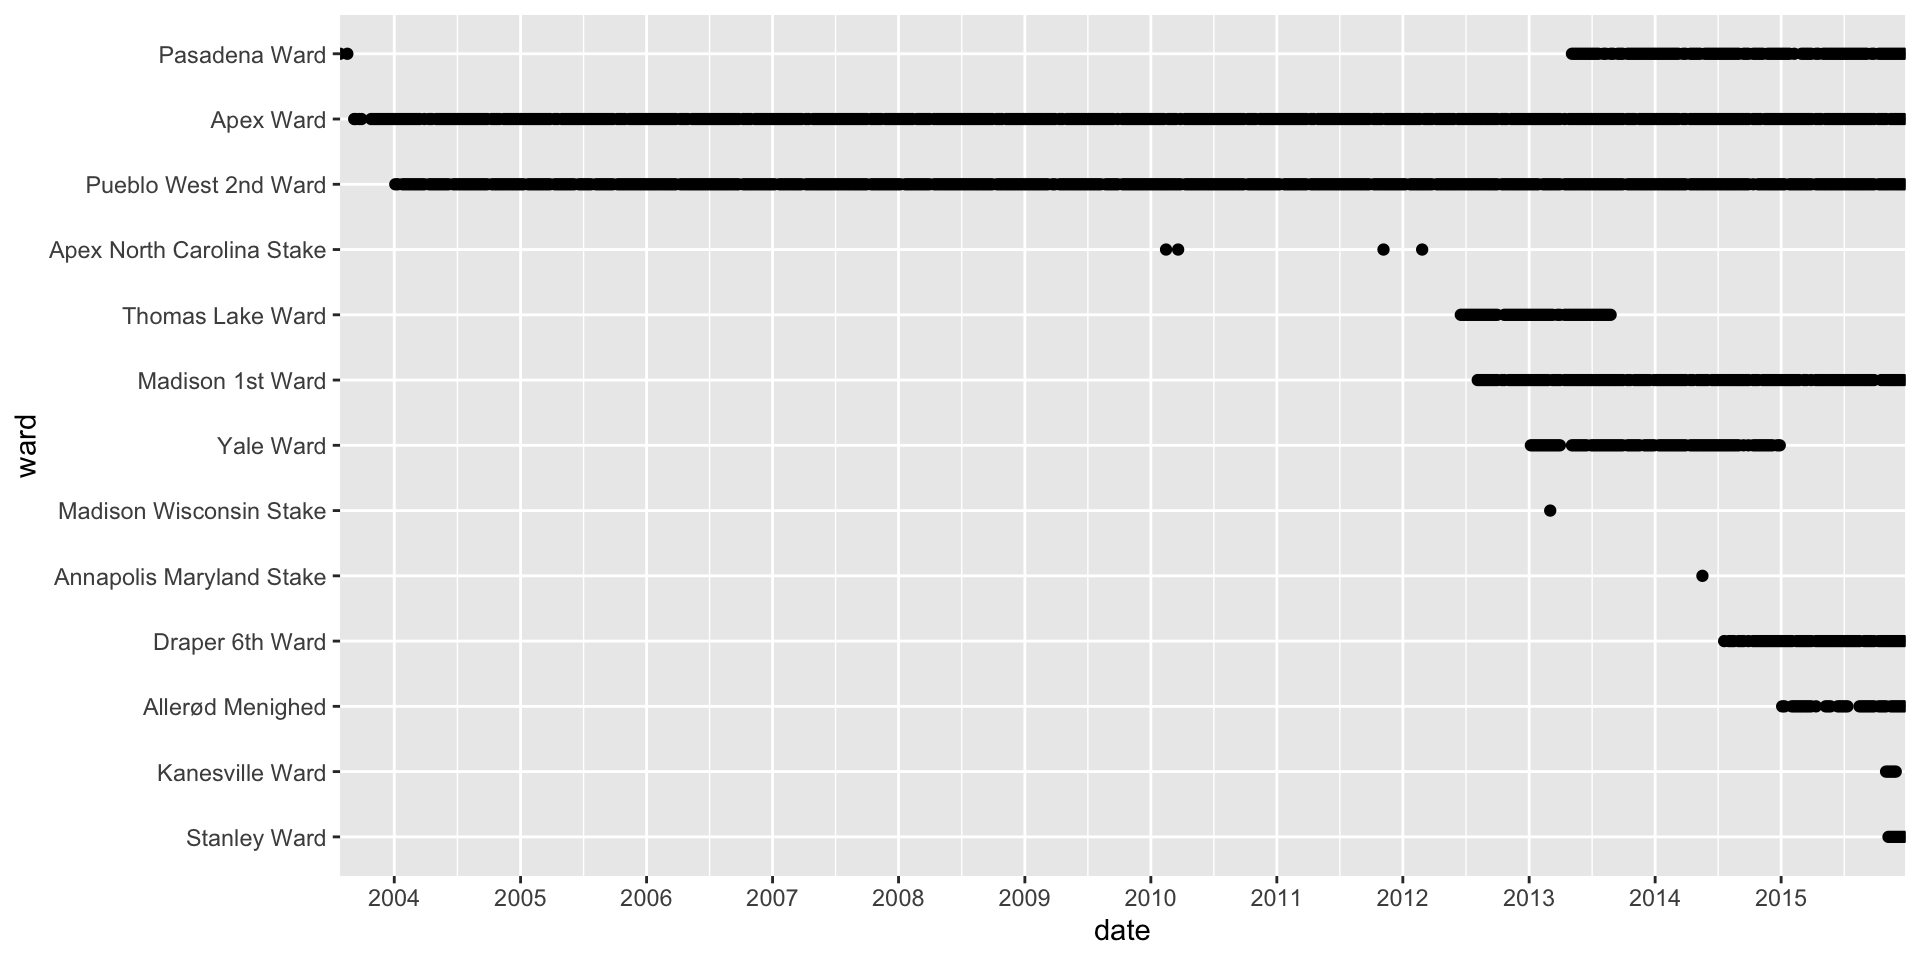 Pasadena Ward
Apex Ward
Pueblo West 2nd Ward
Apex North Carolina Stake
Thomas Lake Ward
Madison 1st Ward
Yale Ward
Madison Wisconsin Stake
Annapolis Maryland Stake
Draper 6th Ward
Allerød Menighed
Kanesville Ward
Stanley Ward
ward
2004 2005 2006 2007 2008 2009 2010 2011 2012 2013 2014 2015
date